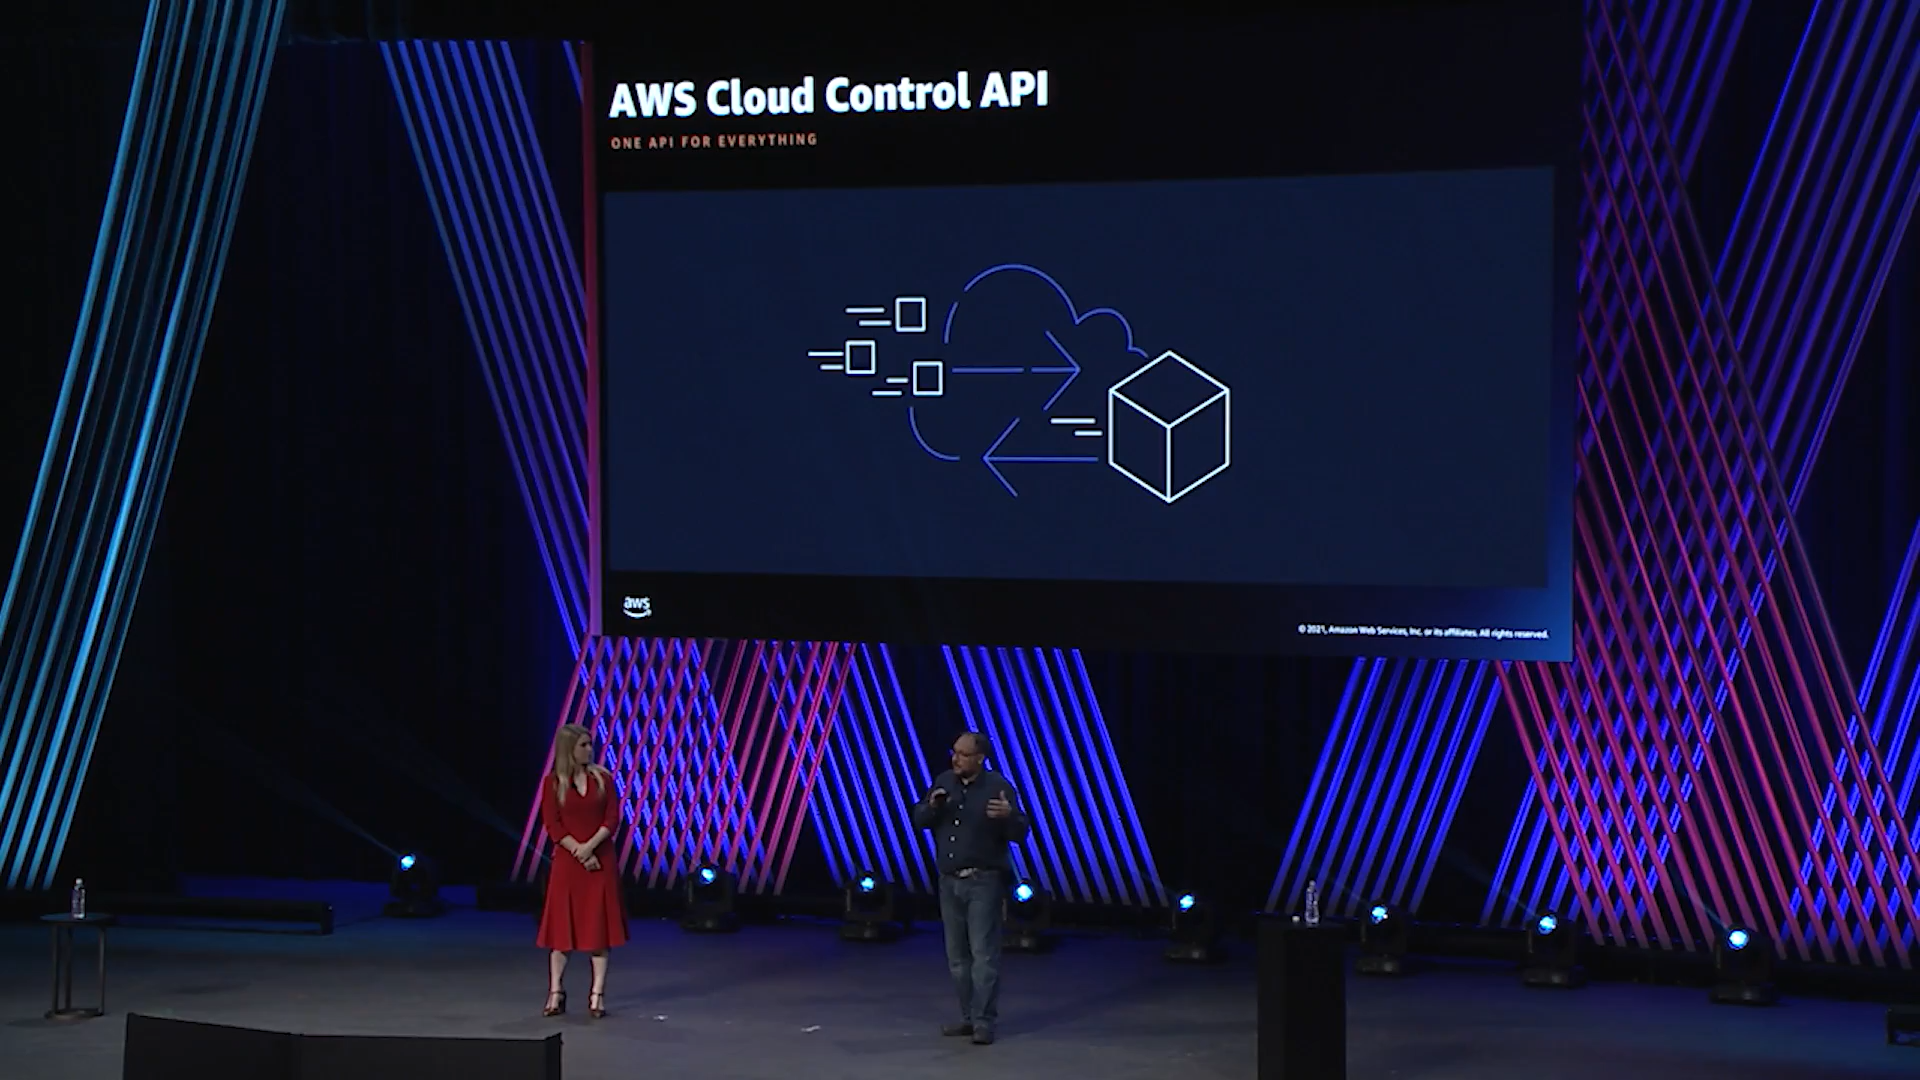 AWS Cloud Control API
ONE API FOR EVERYTHING
aws
© 2021, Amazon Web Services, Inc. or its affiliates. All rights reserved.